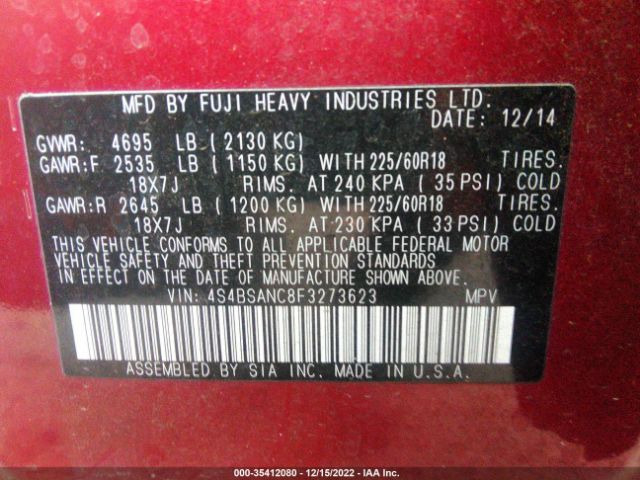 MFD BY FUJI HEAVY INDUSTRIES LTD.
DATE: 12/14
GVWR: 4695 LB ( 2130 KG)
GAWR:F 2535 LB ( 1150 KG) WITH 225/60R18 TIRES.
18X7J RIMS. AT 240 KPA ( 35 PSI) COLD
GAWR:R 2645 LB ( 1200 KG) WITH 225/60R18 TIRES.
18X7J RIMS. AT 230 KPA ( 33 PSI) COLD
THIS VEHICLE CONFORMS TO ALL APPLICABLE FEDERAL MOTOR
VEHICLE SAFETY AND THEFT PREVENTION STANDARDS
IN EFFECT ON THE DATE OF MANUFACTURE SHOWN ABOVE.
VIN: 4S4BSANC8F3273623 MPV
ASSEMBLED BY SIA INC. MADE IN U.S.A.
000-35412080 - 12/15/2022 - IAA Inc.